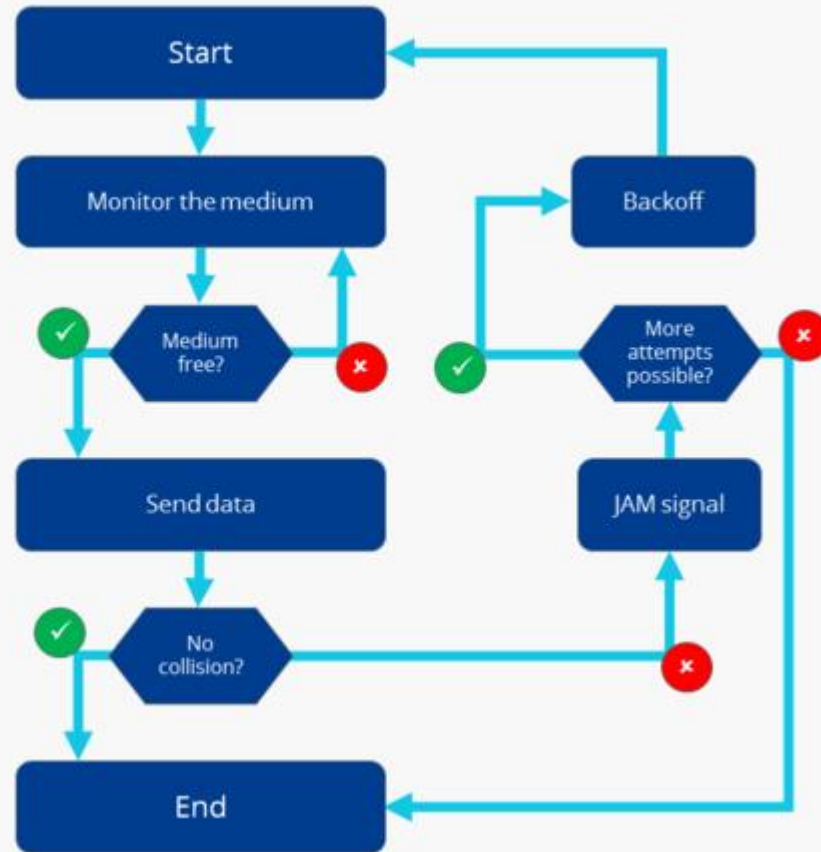 Start
Monitor the medium
Backoff
Medium
free?
More
attempts
possible?
Send data
JAM signal
No
collision?
End